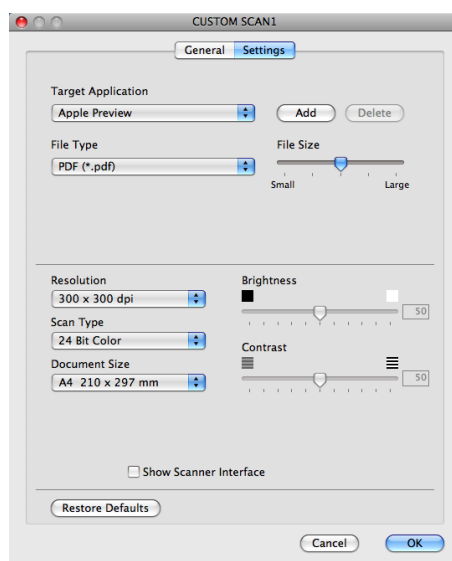 CUSTOM SCAN1
General Settings
Target Application
Apple Preview Add Delete
File Type File Size
PDF (*.pdf)
Small Large
Resolution Brightness
300 x 300 dpi
50
Scan Type
24 Bit Color
Contrast
Document Size
A4 210 x 297 mm 50
Show Scanner Interface
Restore Defaults
Cancel OK